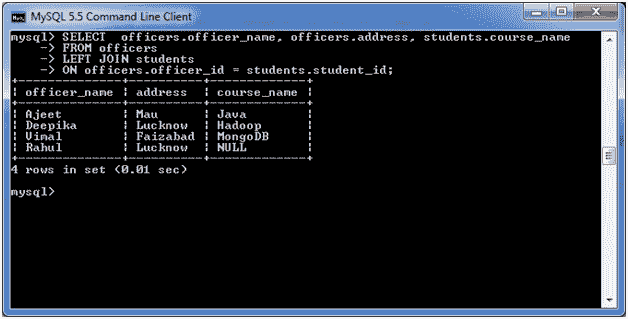 MySQL 5.5 Command Line Client
mysql> SELECT  officers.officer_name, officers.address, students.course_name
    -> FROM officers
    -> LEFT JOIN students
    -> ON officers.officer_id = students.student_id;
+--------------+----------+-------------+
| officer_name | address  | course_name |
+--------------+----------+-------------+
| Ajeet        | Mau      | Java        |
| Deepika      | Lucknow  | Hadoop      |
| Vimal        | Faizabad | MongoDB     |
| Rahul        | Lucknow  | NULL        |
+--------------+----------+-------------+
4 rows in set (0.01 sec)
mysql>